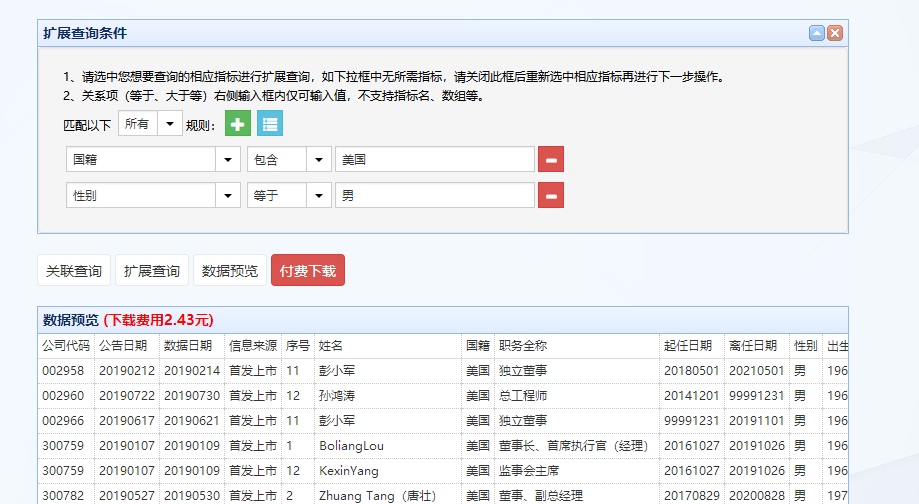 扩展查询条件
1、请选中您想要查询的相应指标进行扩展查询，如下拉框中无所需指标，请关闭此框后重新选中相应指标再进行下一步操作。
2、关系项（等于、大于等）右侧输入框内仅可输入值，不支持指标名、数组等。
匹配以下 所有 规则：
国籍 包含 美国
性别 等于 男
关联查询 扩展查询 数据预览 付费下载
数据预览 (下载费用2.43元)
公司代码 公告日期 数据日期 信息来源 序号 姓名 国籍 职务全称 起任日期 离任日期 性别 出生
002958 20190212 20190214 首发上市 11 彭小军 美国 独立董事 20180501 20210501 男 196
002960 20190722 20190730 首发上市 12 孙鸿涛 美国 总工程师 20141201 99991231 男 196
002966 20190617 20190621 首发上市 11 彭小军 美国 独立董事 99991231 20191101 男 196
300759 20190107 20190109 首发上市 1 BoliangLou 美国 董事长、首席执行官（经理） 20161027 20191026 男 196
300759 20190107 20190109 首发上市 12 KexinYang 美国 监事会主席 20161027 20191026 男 196
300782 20190527 20190530 首发上市 2 Zhuang Tang（唐壮） 美国 董事、副总经理 20170829 20200828 男 197